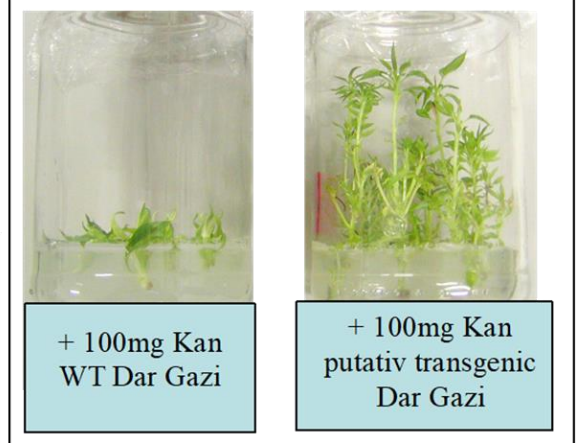 + 100mg Kan
WT Dar Gazi
+ 100mg Kan
putativ transgenic
Dar Gazi